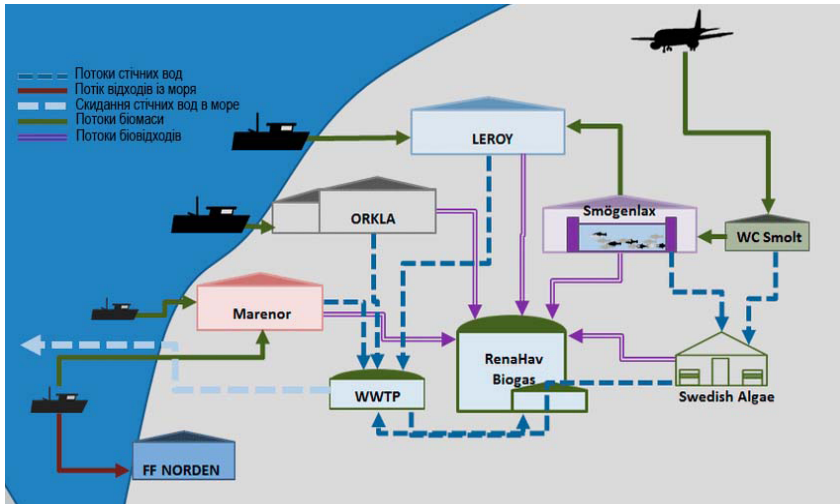 Потоки стічних вод
Потік відходів із моря
Скидання стічних вод в море
Потоки біомаси
Потоки біовідходів
LEROY
ORKLA
Smögenlax
WC Smolt
Marenor
RenaHav
Biogas
WWTP
Swedish Algae
FF NORDEN